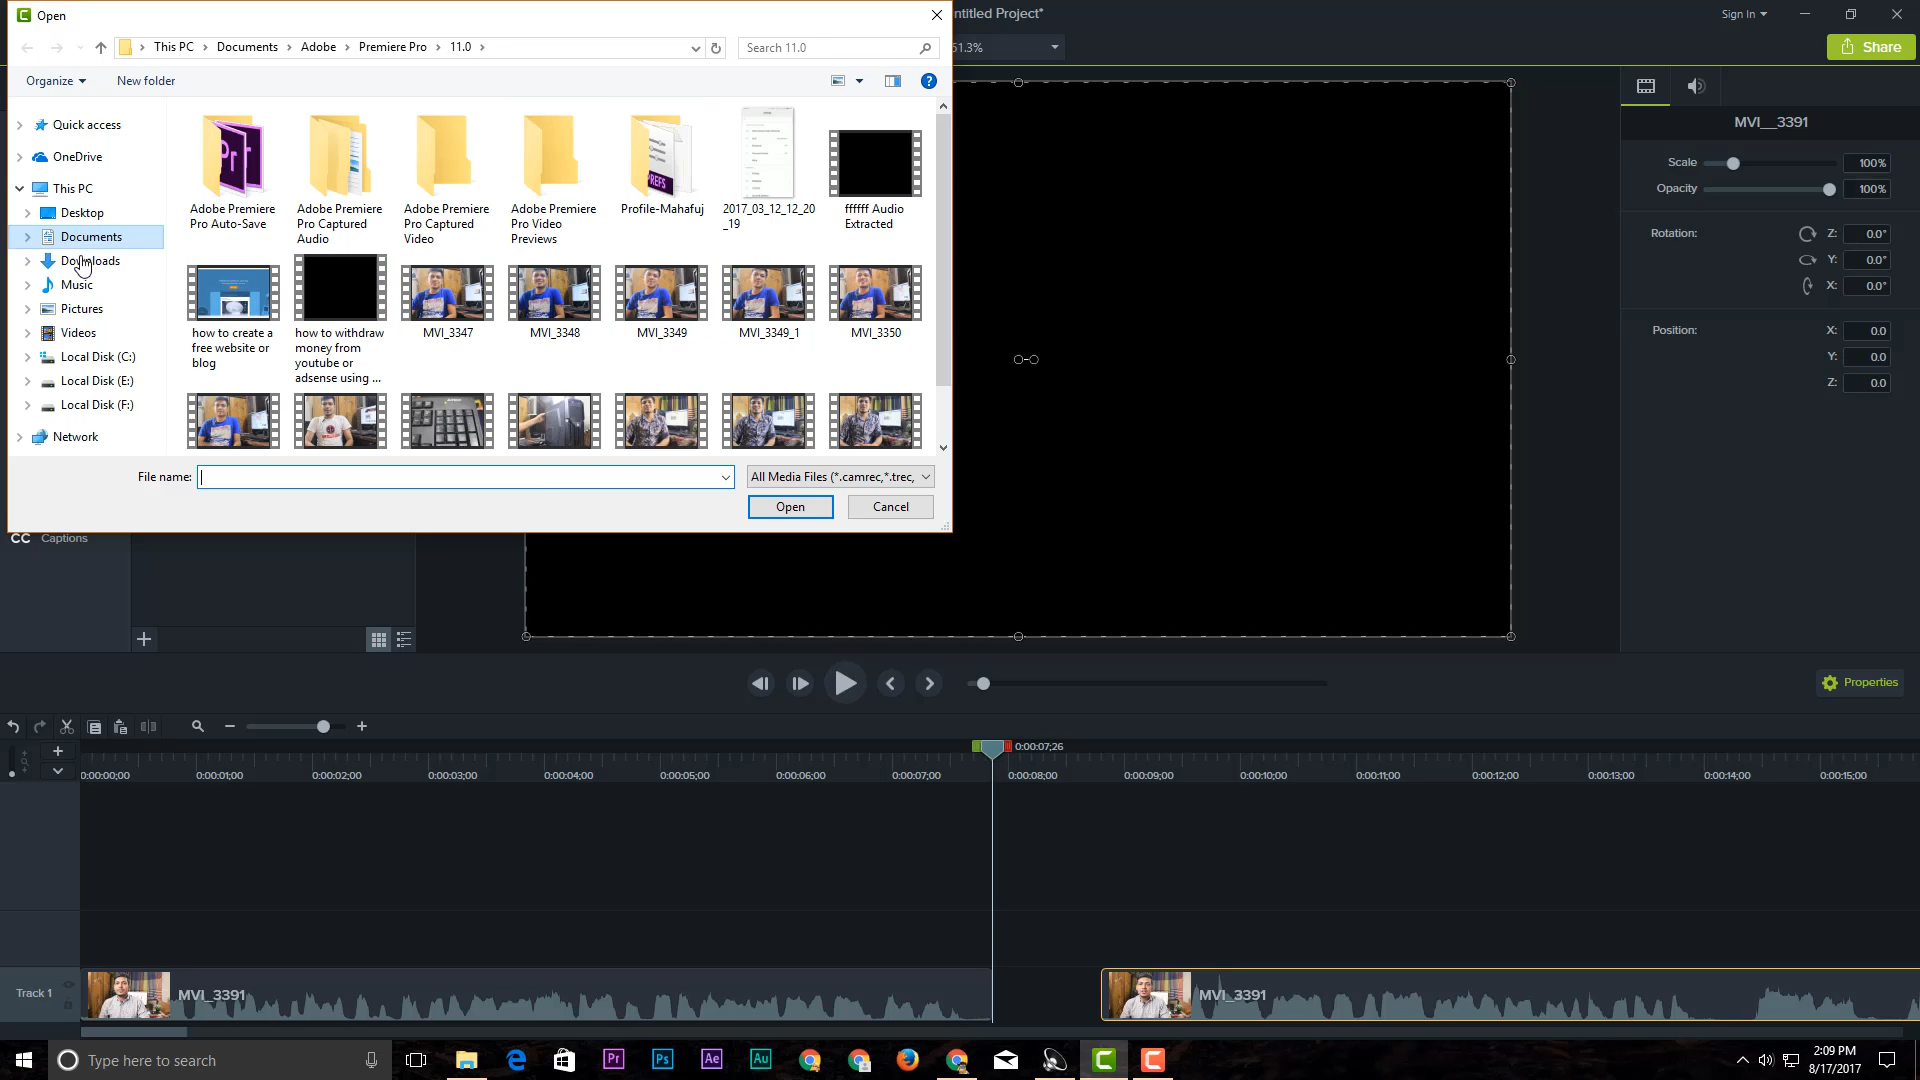 Open
ntitled Project*
Sign In
This PC
Documents
Adobe
Premiere Pro
11.0
Search 11.0
51.3%
Share
Organize
New folder
Quick access
OneDrive
This PC
Desktop
Documents
Downloads
Music
Pictures
Videos
Local Disk (C:)
Local Disk (E:)
Local Disk (F:)
Network
Adobe Premiere
Pro Auto-Save
Adobe Premiere
Pro Captured
Audio
Adobe Premiere
Pro Captured
Video
Adobe Premiere
Pro Video
Previews
Profile-Mahafuj
2017_03_12_12_20
_19
ffffff Audio
Extracted
how to create a
free website or
blog
how to withdraw
money from
youtube or
adsense using ...
MVI_3347
MVI_3348
MVI_3349
MVI_3349_1
MVI_3350
File name:
All Media Files (*.camrec,*.trec,
Open
Cancel
CC Captions
MVI__3391
Scale
100%
Opacity
100%
Rotation:
Z: 0.0°
Y: 0.0°
X: 0.0°
Position:
X: 0.0
Y: 0.0
Z: 0.0
Properties
0:00:07;26
0:00:00;00
0:00:01;00
0:00:02;00
0:00:03;00
0:00:04;00
0:00:05;00
0:00:06;00
0:00:07;00
0:00:08;00
0:00:09;00
0:00:10;00
0:00:11;00
0:00:12;00
0:00:13;00
0:00:14;00
0:00:15;00
Track 1
MVI_3391
MVI_3391
Type here to search
Pr
Ps
Ae
Au
2:09 PM
8/17/2017